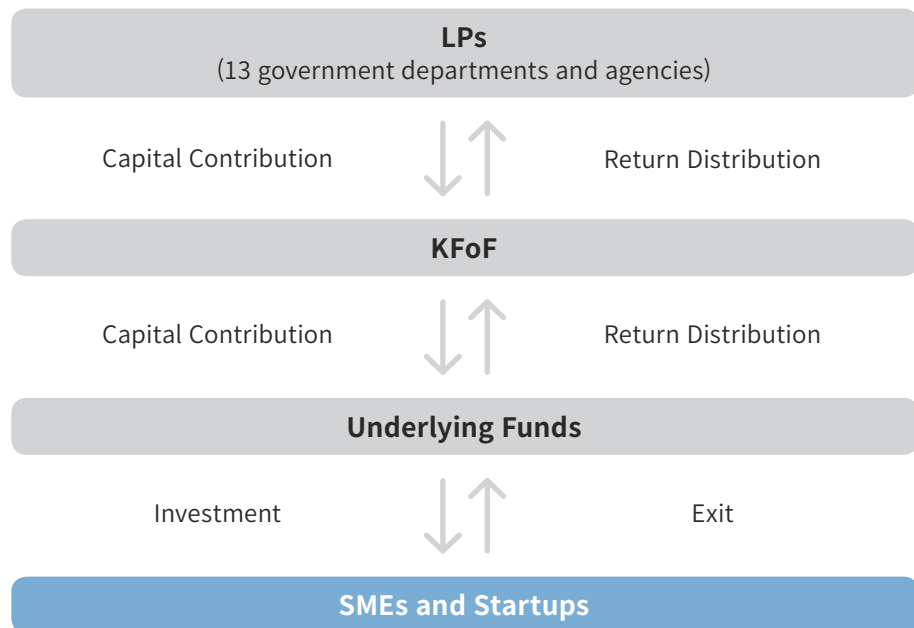 LPs
(13 government departments and agencies)
Capital Contribution
Return Distribution
KFoF
Capital Contribution
Return Distribution
Underlying Funds
Investment
Exit
SMEs and Startups